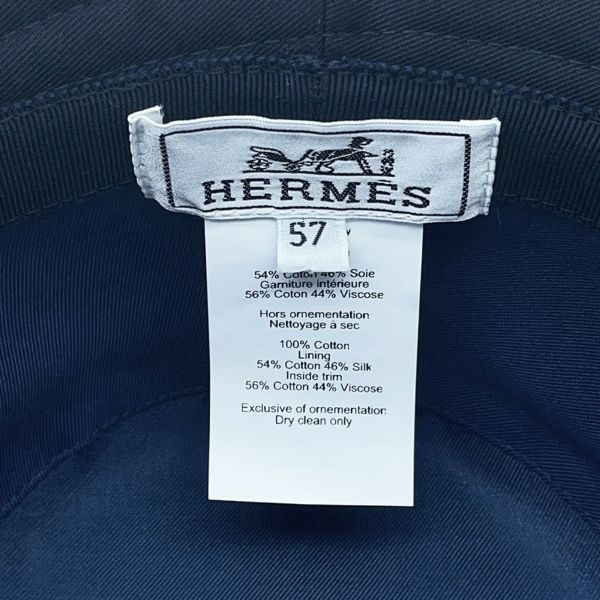 HERMÈS
57
54% Coton 46% Soie
Garniture intérieure
56% Coton 44% Viscose
Hors ornementation
Nettoyage à sec
100% Cotton
Lining
54% Cotton 46% Silk
Inside trim
56% Cotton 44% Viscose
Exclusive of ornementation
Dry clean only